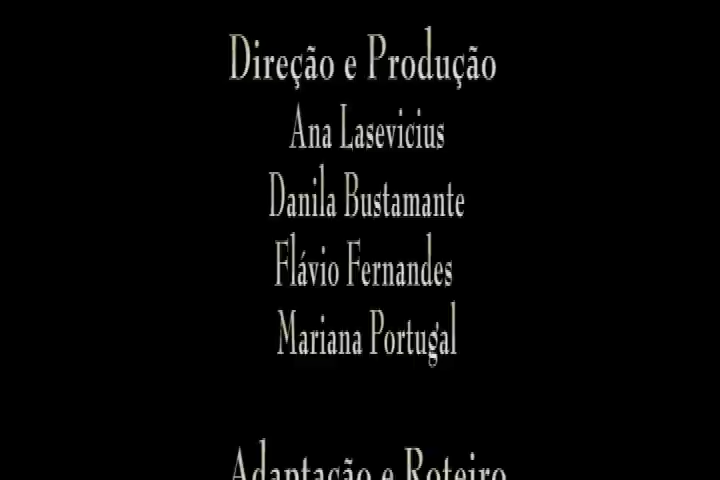 Direção e Produção
Ana Lasevicius
Danila Bustamante
Flávio Fernandes
Mariana Portugal
Adaptação e Roteiro